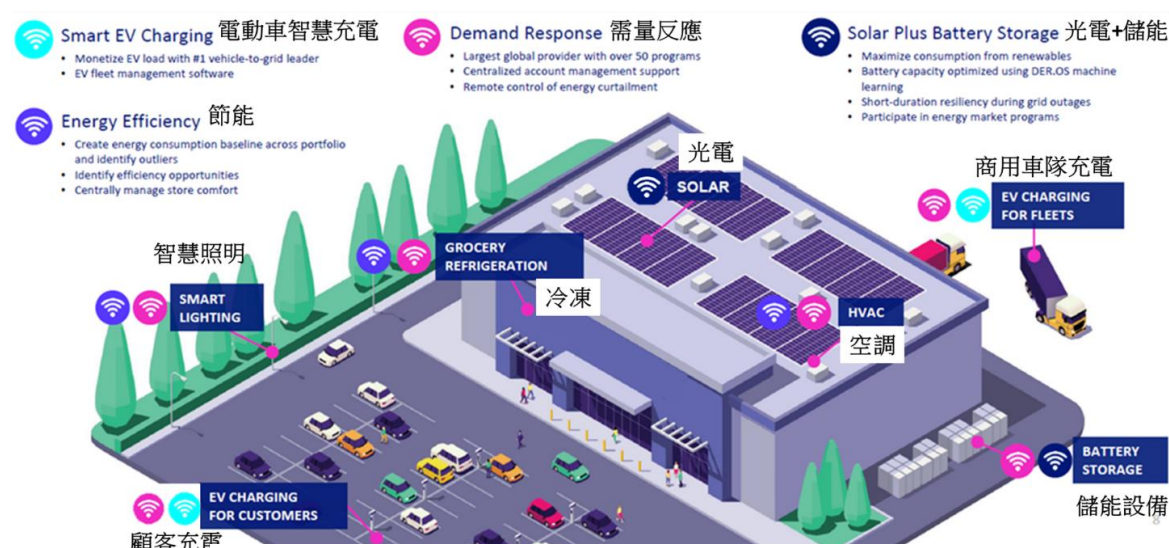 Smart EV Charging 電動車智慧充電
• Monetize EV load with #1 vehicle-to-grid leader
• EV fleet management software
Demand Response 需量反應
• Largest global provider with over 50 programs
• Centralized account management support
• Remote control of energy curtailment
Solar Plus Battery Storage 光電+儲能
• Maximize consumption from renewables
• Battery capacity optimized using DER.OS machine
learning
• Short-duration resiliency during grid outages
• Participate in energy market programs
Energy Efficiency 節能
• Create energy consumption baseline across portfolio
and identify outliers
• Identify efficiency opportunities
• Centrally manage store comfort
光電
SOLAR
商用車隊充電
EV CHARGING
FOR FLEETS
智慧照明
SMART
LIGHTING
GROCERY
REFRIGERATION
冷凍
HVAC
空調
BATTERY
STORAGE
儲能設備
8
EV CHARGING
FOR CUSTOMERS
顧客充電